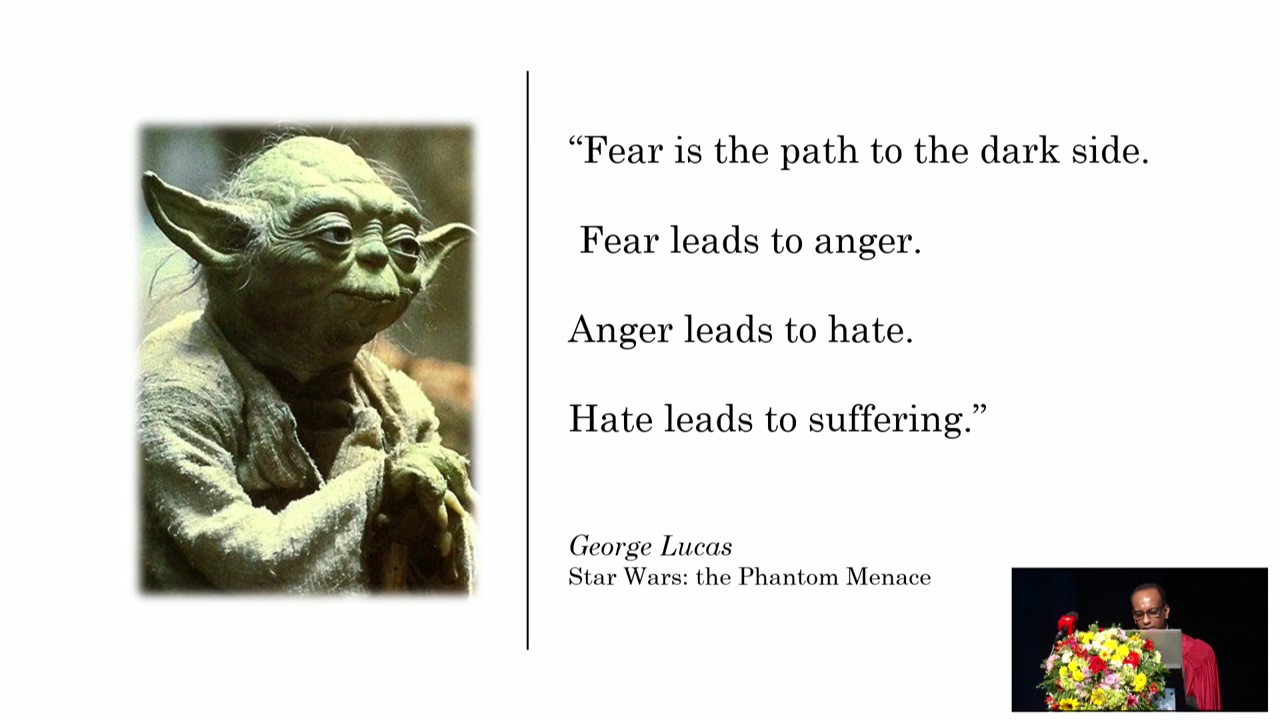 “Fear is the path to the dark side.
Fear leads to anger.
Anger leads to hate.
Hate leads to suffering.”
George Lucas
Star Wars: the Phantom Menace